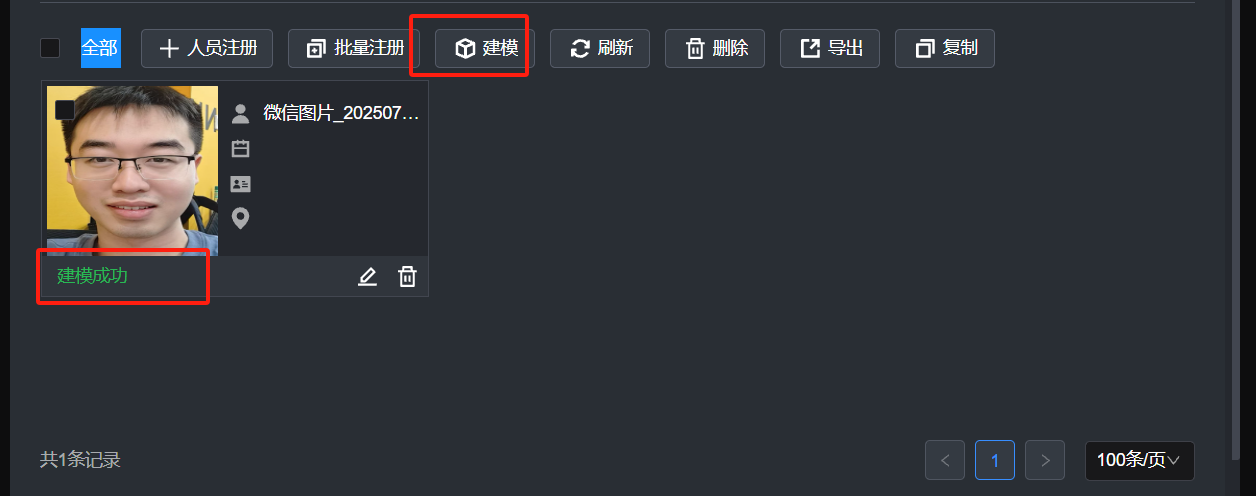 全部 人员注册 批量注册 建模 刷新 删除 导出 复制
微信图片_202507...
建模成功
共1条记录 1 100条/页